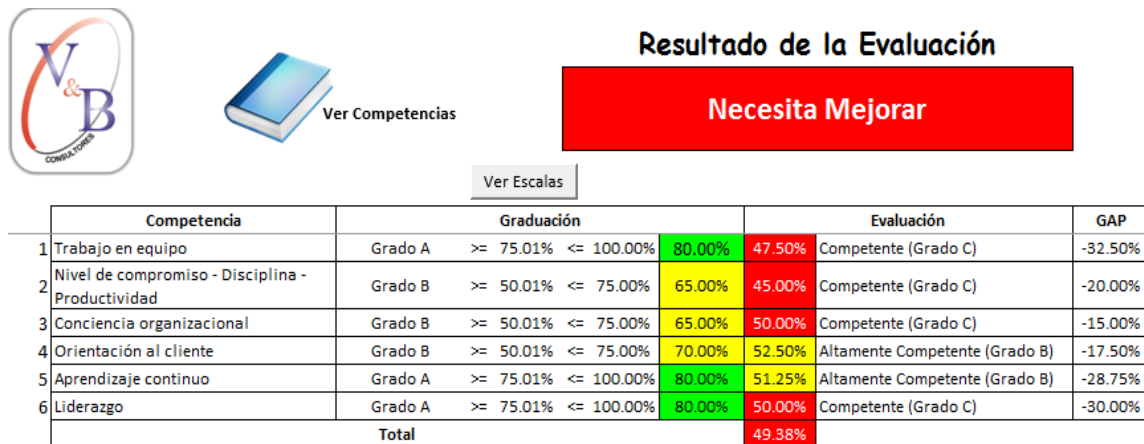 V&B
CONSULTORES
Ver Competencias
Resultado de la Evaluación
Necesita Mejorar
Ver Escalas
Competencia Graduación Evaluación GAP
1 Trabajo en equipo Grado A >= 75.01% <= 100.00% 80.00% 47.50% Competente (Grado C) -32.50%
2 Nivel de compromiso - Disciplina -
Productividad Grado B >= 50.01% <= 75.00% 65.00% 45.00% Competente (Grado C) -20.00%
3 Conciencia organizacional Grado B >= 50.01% <= 75.00% 65.00% 50.00% Competente (Grado C) -15.00%
4 Orientación al cliente Grado B >= 50.01% <= 75.00% 70.00% 52.50% Altamente Competente (Grado B) -17.50%
5 Aprendizaje continuo Grado A >= 75.01% <= 100.00% 80.00% 51.25% Altamente Competente (Grado B) -28.75%
6 Liderazgo Grado A >= 75.01% <= 100.00% 80.00% 50.00% Competente (Grado C) -30.00%
Total 49.38%